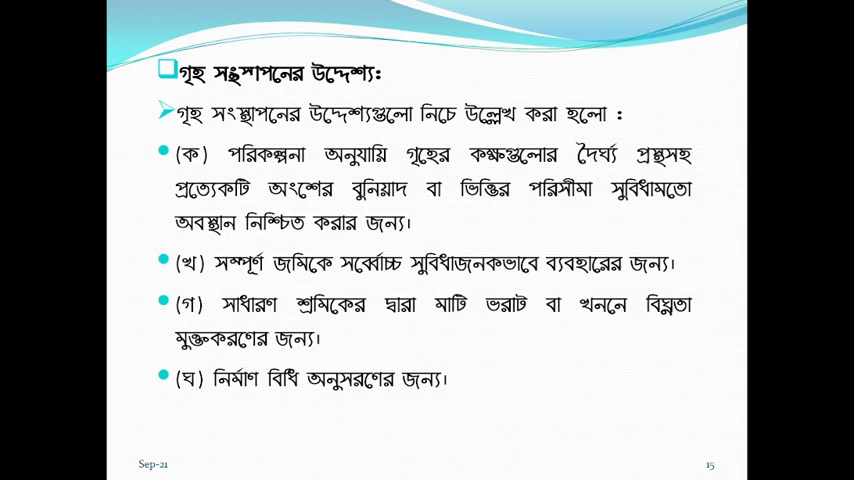 গৃহ সংস্থাপনের উদ্দেশ্য:
গৃহ সংস্থাপনের উদ্দেশ্যগুলো নিচে উল্লেখ করা হলো :
(ক) পরিকল্পনা অনুযায়ি গৃহের কক্ষগুলোর দৈর্ঘ্য প্রস্থসহ
প্রত্যেকটি অংশের বুনিয়াদ বা ভিত্তির পরিসীমা সুবিধামতো
অবস্থান নিশ্চিত করার জন্য।
(খ) সম্পূর্ণ জমিকে সর্ব্বোচ্চ সুবিধাজনকভাবে ব্যবহারের জন্য।
(গ) সাধারণ শ্রমিকের দ্বারা মাটি ভরাট বা খননে বিঘ্নতা
মুক্তকরণের জন্য।
(ঘ) নির্মাণ বিধি অনুসরণের জন্য।
Sep-21
15